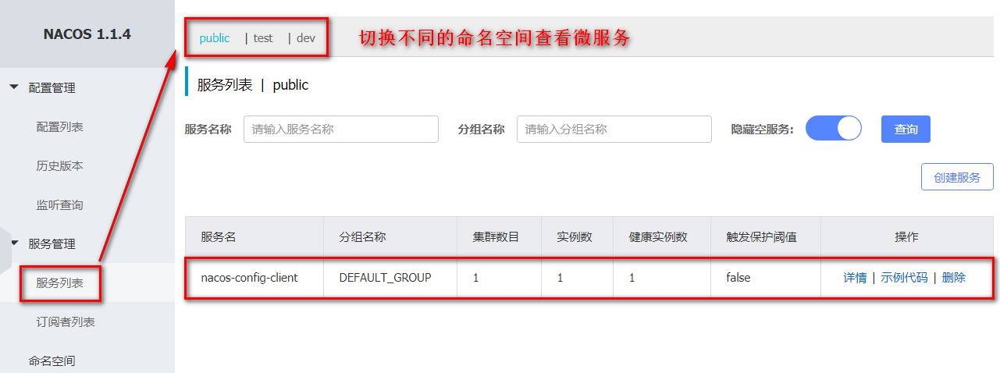 NACOS 1.1.4
配置管理
配置列表
历史版本
监听查询
服务管理
服务列表
订阅者列表
命名空间
public | test | dev
切换不同的命名空间查看微服务
服务列表 | public
服务名称 请输入服务名称 分组名称 请输入分组名称 隐藏空服务: 查询
创建服务
服务名 分组名称 集群数目 实例数 健康实例数 触发保护阈值 操作
nacos-config-client DEFAULT_GROUP 1 1 1 false 详情 | 示例代码 | 删除